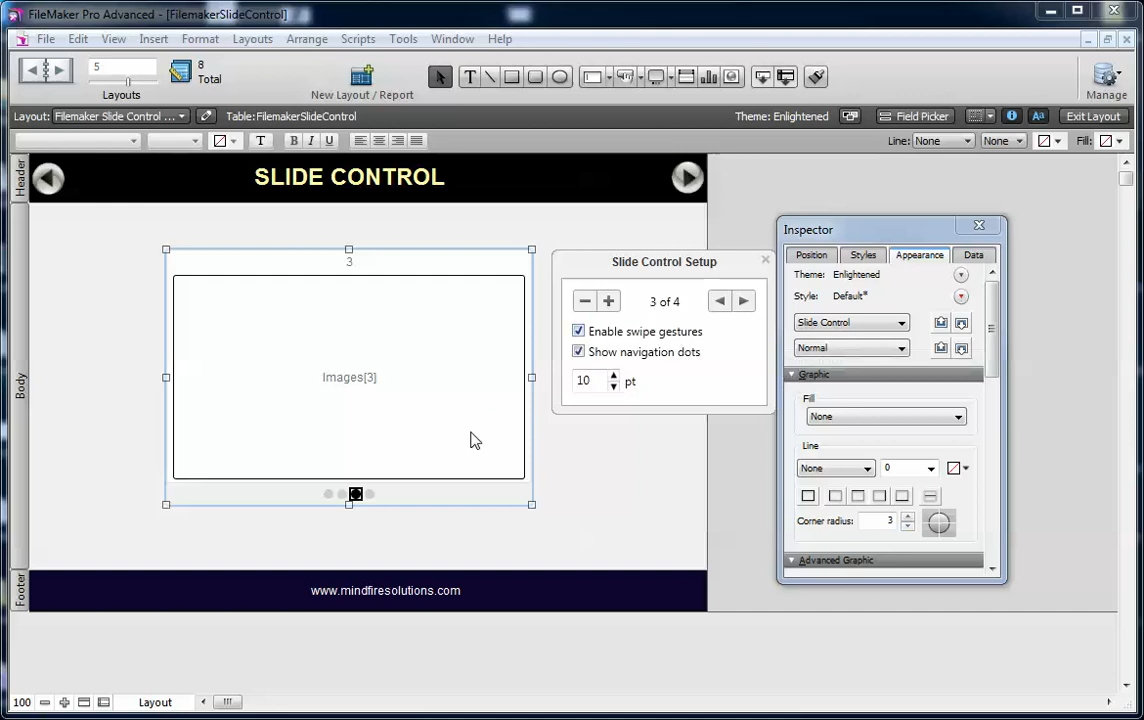 FileMaker Pro Advanced - [FilemakerSlideControl]
File Edit View Insert Format Layouts Arrange Scripts Tools Window Help
5
8
Total
Layouts
New Layout / Report
Manage
Layout: Filemaker Slide Control ... Table:FilemakerSlideControl Theme: Enlightened Field Picker Aa Exit Layout
T B I U Line: None None Fill:
Header
SLIDE CONTROL
Body
3
Images[3]
Slide Control Setup
3 of 4
Enable swipe gestures
Show navigation dots
10 pt
Inspector
Position Styles Appearance Data
Theme: Enlightened
Style: Default*
Slide Control
Normal
Graphic
Fill
None
Line
None 0
Corner radius: 3
Advanced Graphic
Footer
www.mindfiresolutions.com
100 Layout